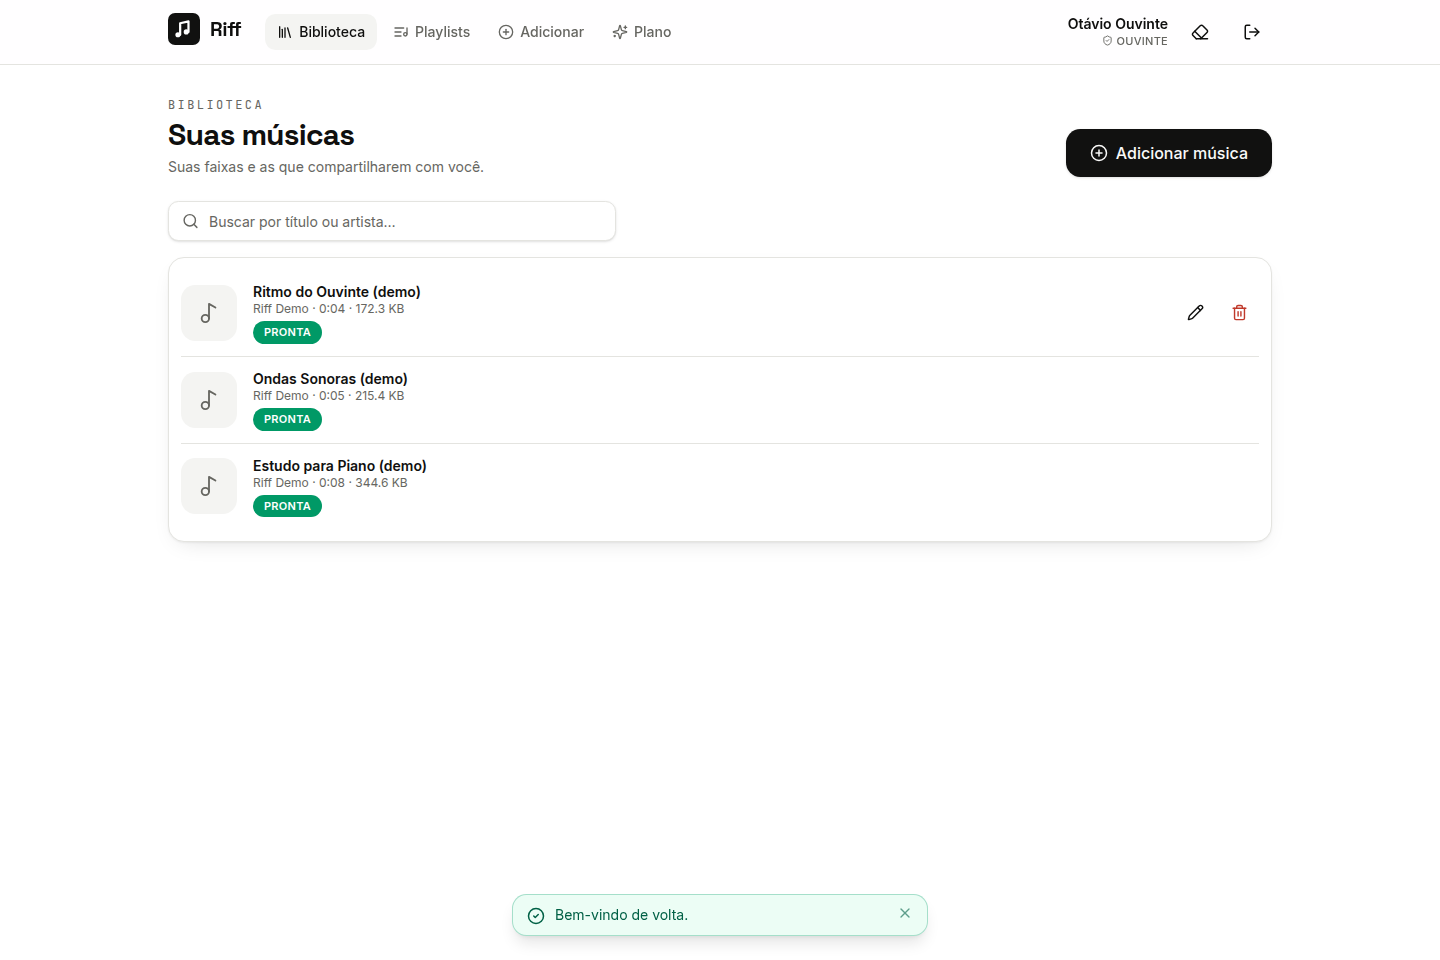 Riff
Biblioteca
Playlists
Adicionar
Plano
Otávio Ouvinte
OUVINTE
BIBLIOTECA
Suas músicas
Suas faixas e as que compartilharem com você.
Adicionar música
Buscar por título ou artista...
Ritmo do Ouvinte (demo)
Riff Demo · 0:04 · 172.3 KB
PRONTA
Ondas Sonoras (demo)
Riff Demo · 0:05 · 215.4 KB
PRONTA
Estudo para Piano (demo)
Riff Demo · 0:08 · 344.6 KB
PRONTA
Bem-vindo de volta.